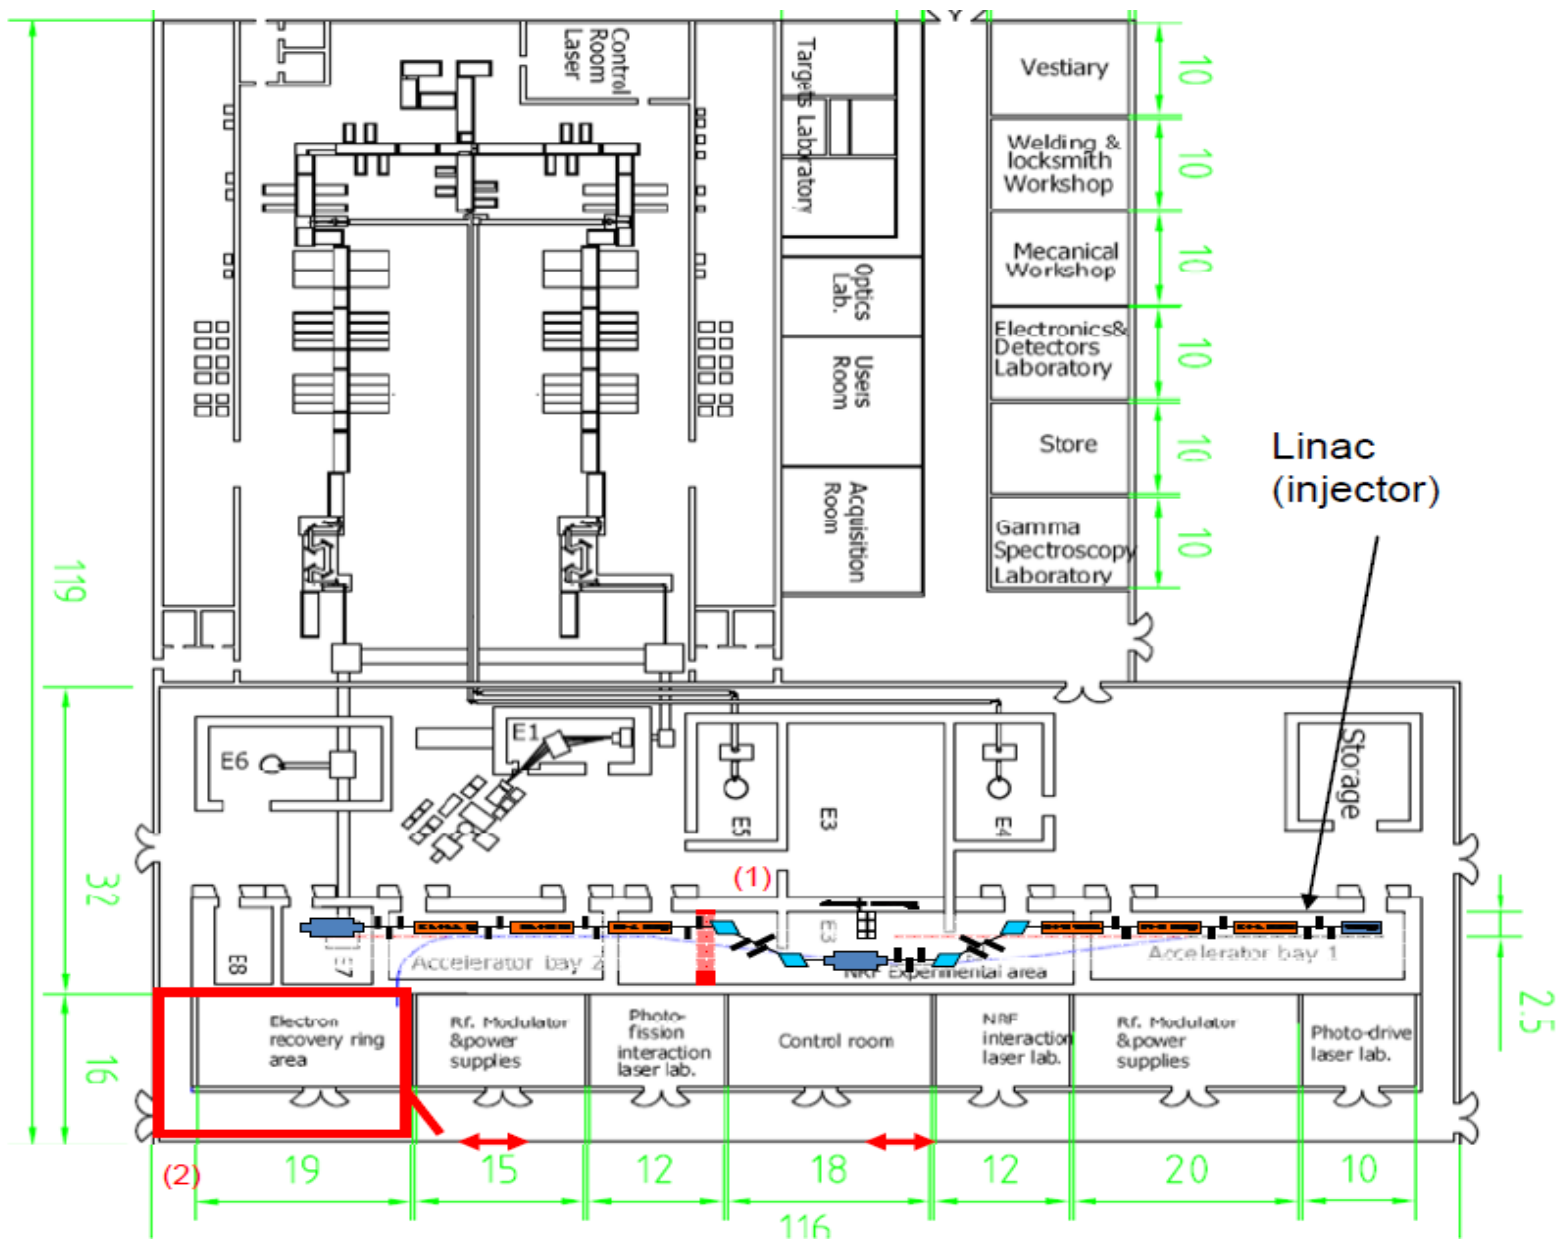 Control
Room
Laser
Targets Laboratory
Optics
Lab.
Users
Room
Acquisition
Room
Vestiary
10
Welding &
locksmith
Workshop
10
Mecanical
Workshop
10
Electronics&
Detectors
Laboratory
10
Store
10
Gamma
Spectroscopy
Laboratory
10
Linac
(injector)
119
32
16
2.5
E6
E1
E5
E3
E4
Storage
(1)
E8
E7
Accelerator bay 2
E3
NRF Experimental area
Accelerator bay 1
Electron
recovery ring
area
Rf. Modulator
&power
supplies
Photo-
fission
interaction
laser lab.
Control room
NRF
interaction
laser lab.
Rf. Modulator
&power
supplies
Photo-drive
laser lab.
(2)
19
15
12
18
12
20
10
116